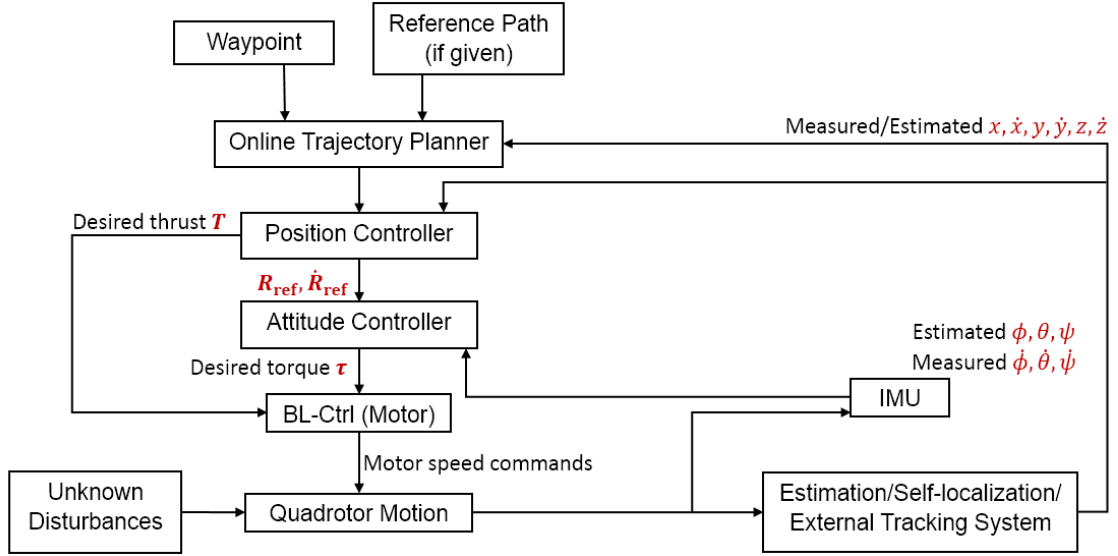 Waypoint
Reference Path
(if given)
Online Trajectory Planner
Measured/Estimated x, ẋ, y, ẏ, z, ż
Desired thrust T
Position Controller
R_ref, Ṙ_ref
Attitude Controller
Estimated ϕ, θ, ψ
Measured ϕ̇, θ̇, ψ̇
Desired torque τ
IMU
BL-Ctrl (Motor)
Motor speed commands
Unknown
Disturbances
Quadrotor Motion
Estimation/Self-localization/
External Tracking System